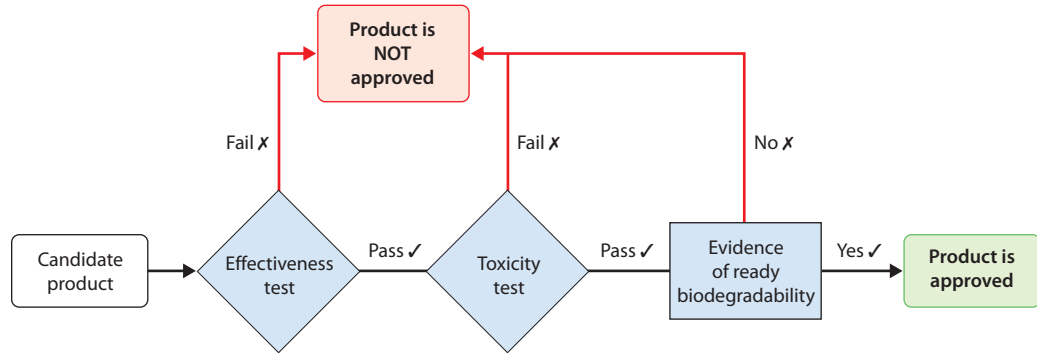 Product is
NOT
approved
Fail ✗
Fail ✗
No ✗
Candidate
product
Effectiveness
test
Pass ✓
Toxicity
test
Pass ✓
Evidence
of ready
biodegradability
Yes ✓
Product is
approved